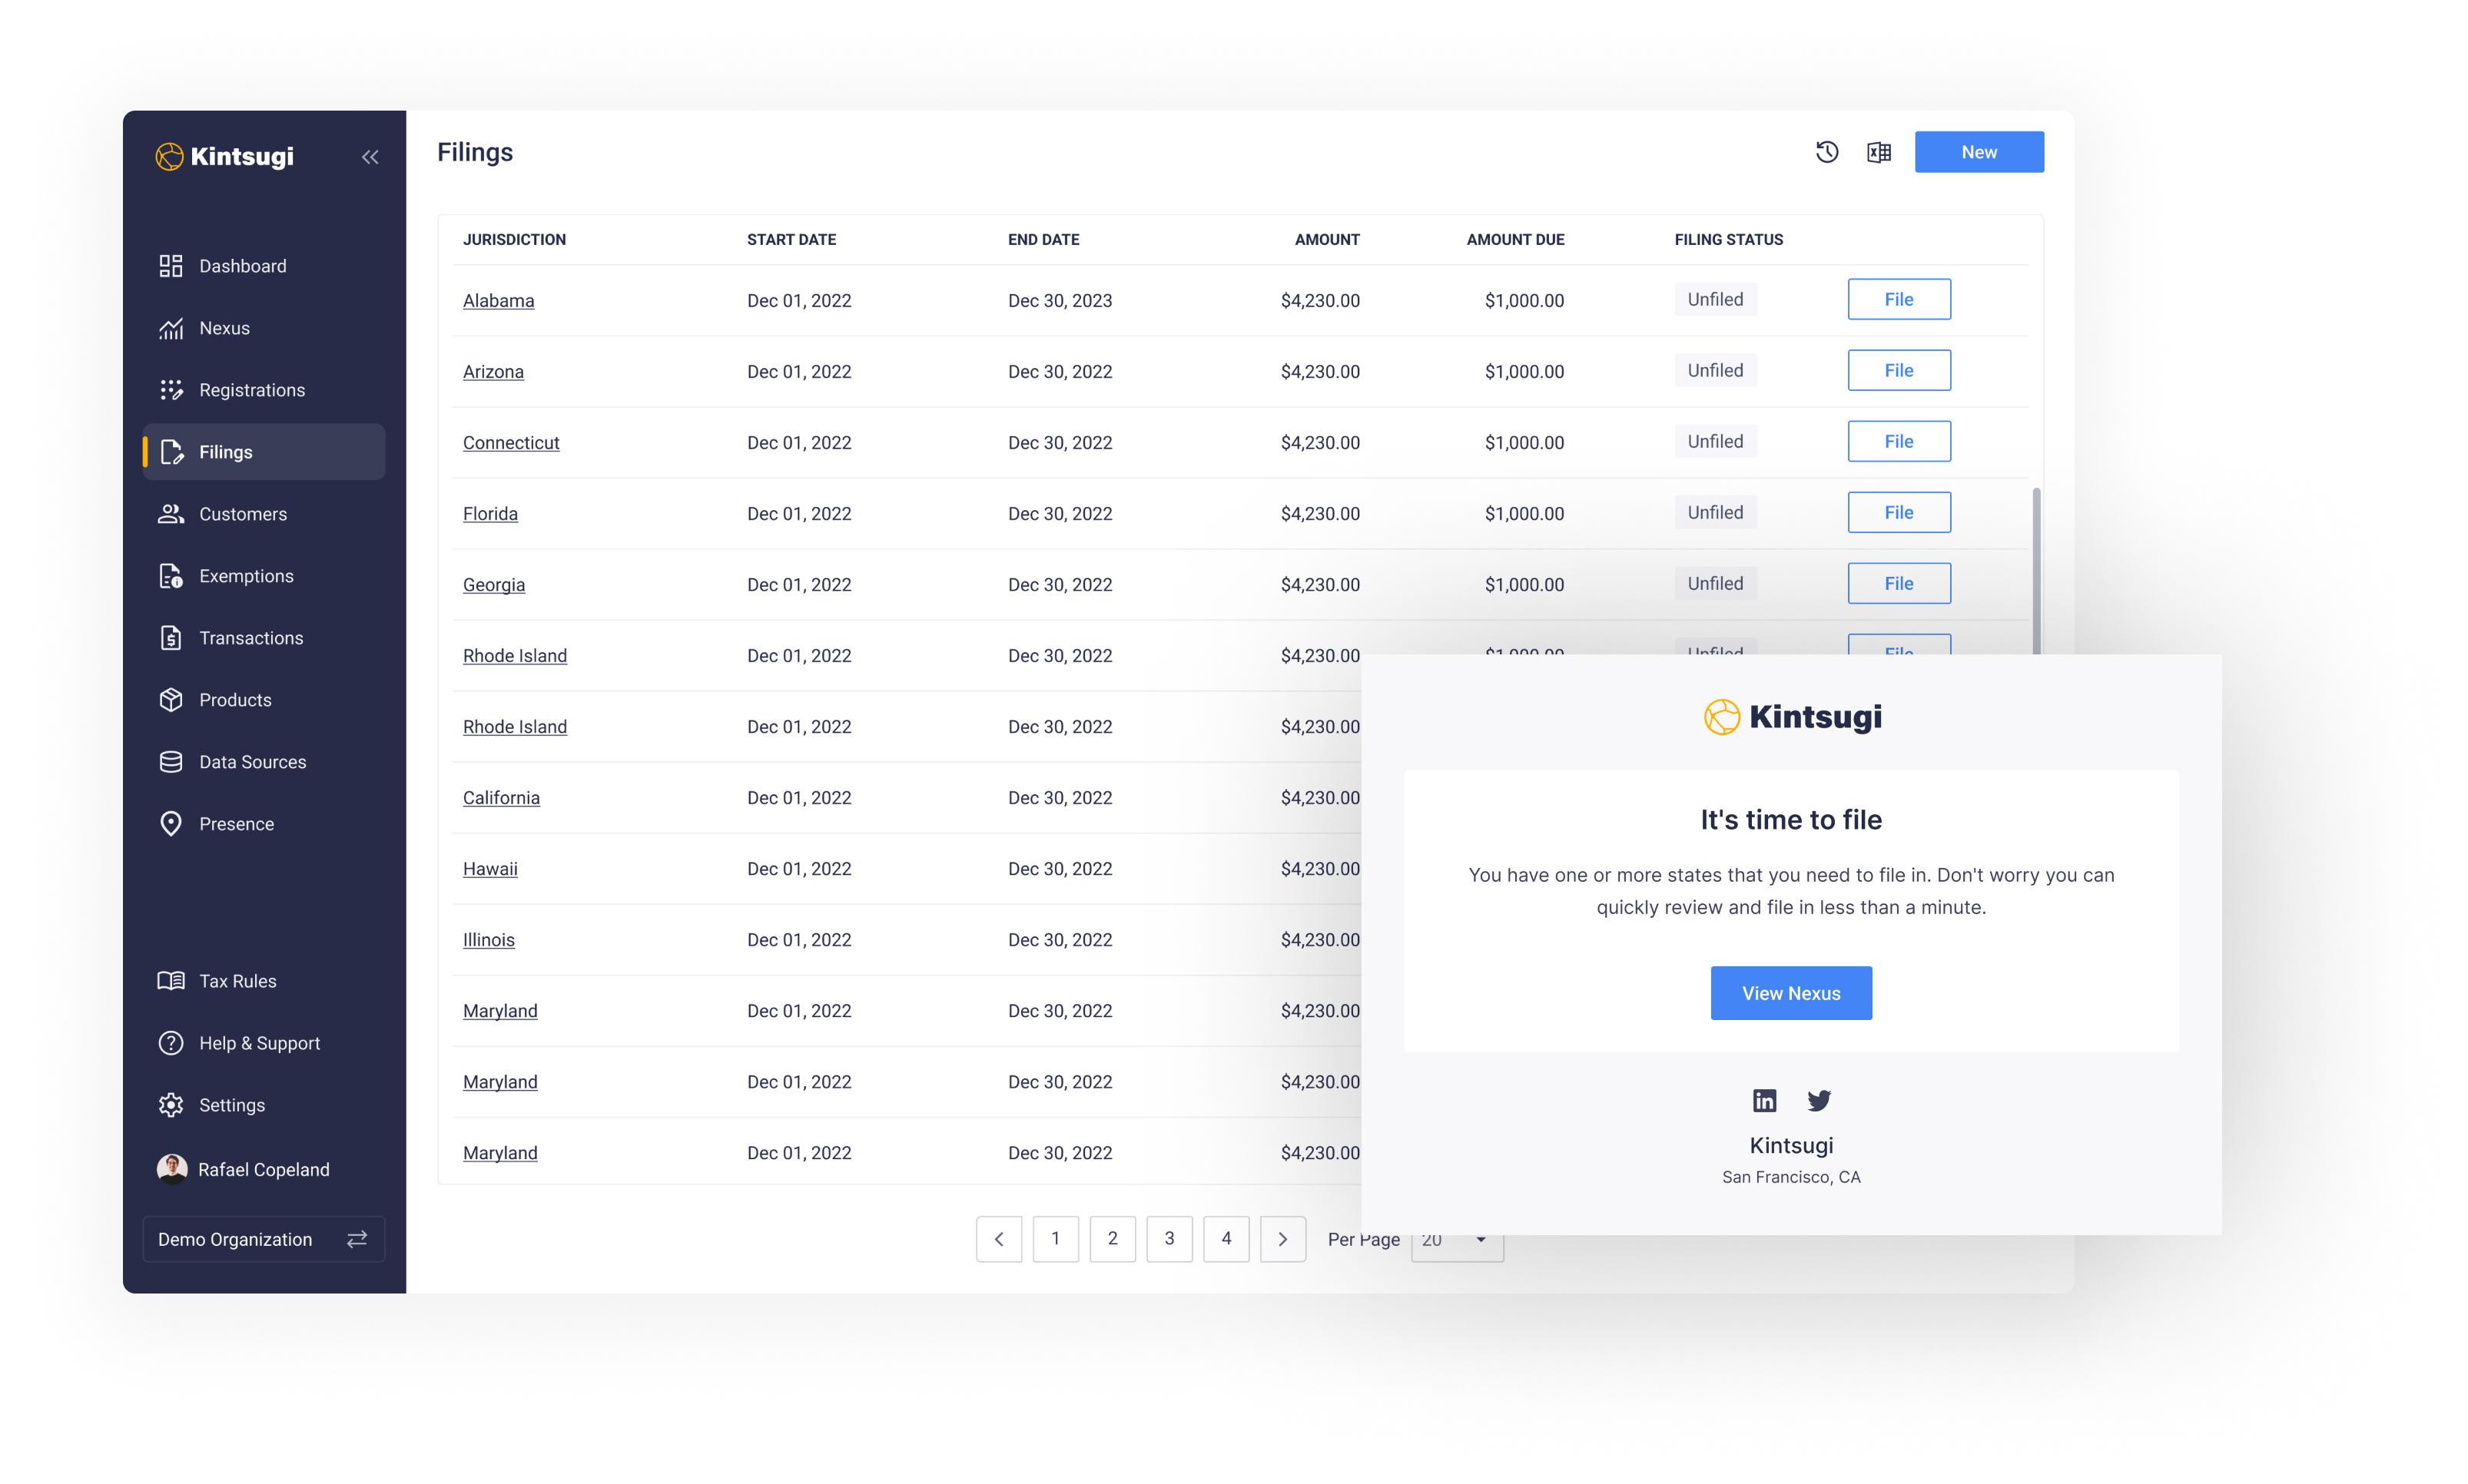 Kintsugi
Dashboard
Nexus
Registrations
Filings
Customers
Exemptions
Transactions
Products
Data Sources
Presence
Tax Rules
Help & Support
Settings
Rafael Copeland
Demo Organization
Filings
New
JURISDICTION START DATE END DATE AMOUNT AMOUNT DUE FILING STATUS
Alabama Dec 01, 2022 Dec 30, 2023 $4,230.00 $1,000.00 Unfiled File
Arizona Dec 01, 2022 Dec 30, 2022 $4,230.00 $1,000.00 Unfiled File
Connecticut Dec 01, 2022 Dec 30, 2022 $4,230.00 $1,000.00 Unfiled File
Florida Dec 01, 2022 Dec 30, 2022 $4,230.00 $1,000.00 Unfiled File
Georgia Dec 01, 2022 Dec 30, 2022 $4,230.00 $1,000.00 Unfiled File
Rhode Island Dec 01, 2022 Dec 30, 2022 $4,230.00 $1,000.00 Unfiled File
Rhode Island Dec 01, 2022 Dec 30, 2022 $4,230.00
California Dec 01, 2022 Dec 30, 2022 $4,230.00
Hawaii Dec 01, 2022 Dec 30, 2022 $4,230.00
Illinois Dec 01, 2022 Dec 30, 2022 $4,230.00
Maryland Dec 01, 2022 Dec 30, 2022 $4,230.00
Maryland Dec 01, 2022 Dec 30, 2022 $4,230.00
Maryland Dec 01, 2022 Dec 30, 2022 $4,230.00
1 2 3 4 Per Page 20
Kintsugi
It's time to file
You have one or more states that you need to file in. Don't worry you can
quickly review and file in less than a minute.
View Nexus
Kintsugi
San Francisco, CA